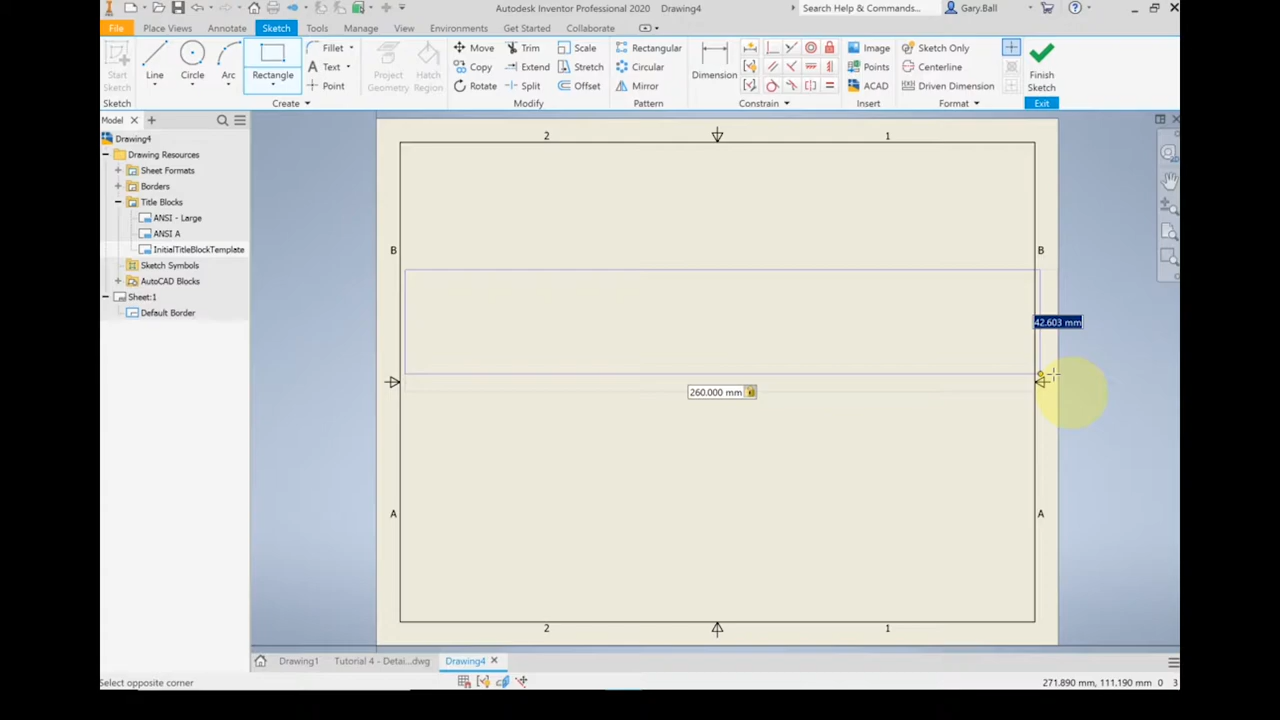 Autodesk Inventor Professional 2020 Drawing4
Search Help & Commands...
Gary.Ball
File Place Views Annotate Sketch Tools Manage View Environments Get Started Collaborate
Start Sketch
Line
Circle
Arc
Rectangle
Fillet
Text
Point
Project Geometry
Hatch Region
Move
Copy
Rotate
Trim
Extend
Split
Scale
Stretch
Offset
Rectangular
Circular
Mirror
Dimension
Image
Points
ACAD
Sketch Only
Centerline
Driven Dimension
Finish Sketch
Sketch Create Modify Pattern Constrain Insert Format Exit
Model
Drawing4
Drawing Resources
Sheet Formats
Borders
Title Blocks
ANSI - Large
ANSI A
InitialTitleBlockTemplate
Sketch Symbols
AutoCAD Blocks
Sheet:1
Default Border
2 1
B B
42.603 mm
260.000 mm
A A
2 1
Drawing1 Tutorial 4 - Detai...dwg Drawing4
Select opposite corner
271.890 mm, 111.190 mm 0 3